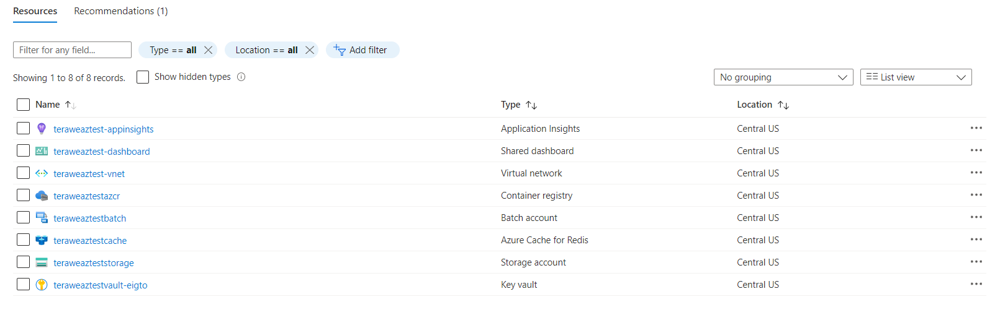 Resources Recommendations (1)
Filter for any field... Type == all Location == all Add filter
Showing 1 to 8 of 8 records. Show hidden types No grouping List view
Name Type Location
teraweaztest-appinsights Application Insights Central US
teraweaztest-dashboard Shared dashboard Central US
teraweaztest-vnet Virtual network Central US
teraweaztestazcr Container registry Central US
teraweaztestbatch Batch account Central US
teraweaztestcache Azure Cache for Redis Central US
teraweazteststorage Storage account Central US
teraweaztestvault-eigto Key vault Central US